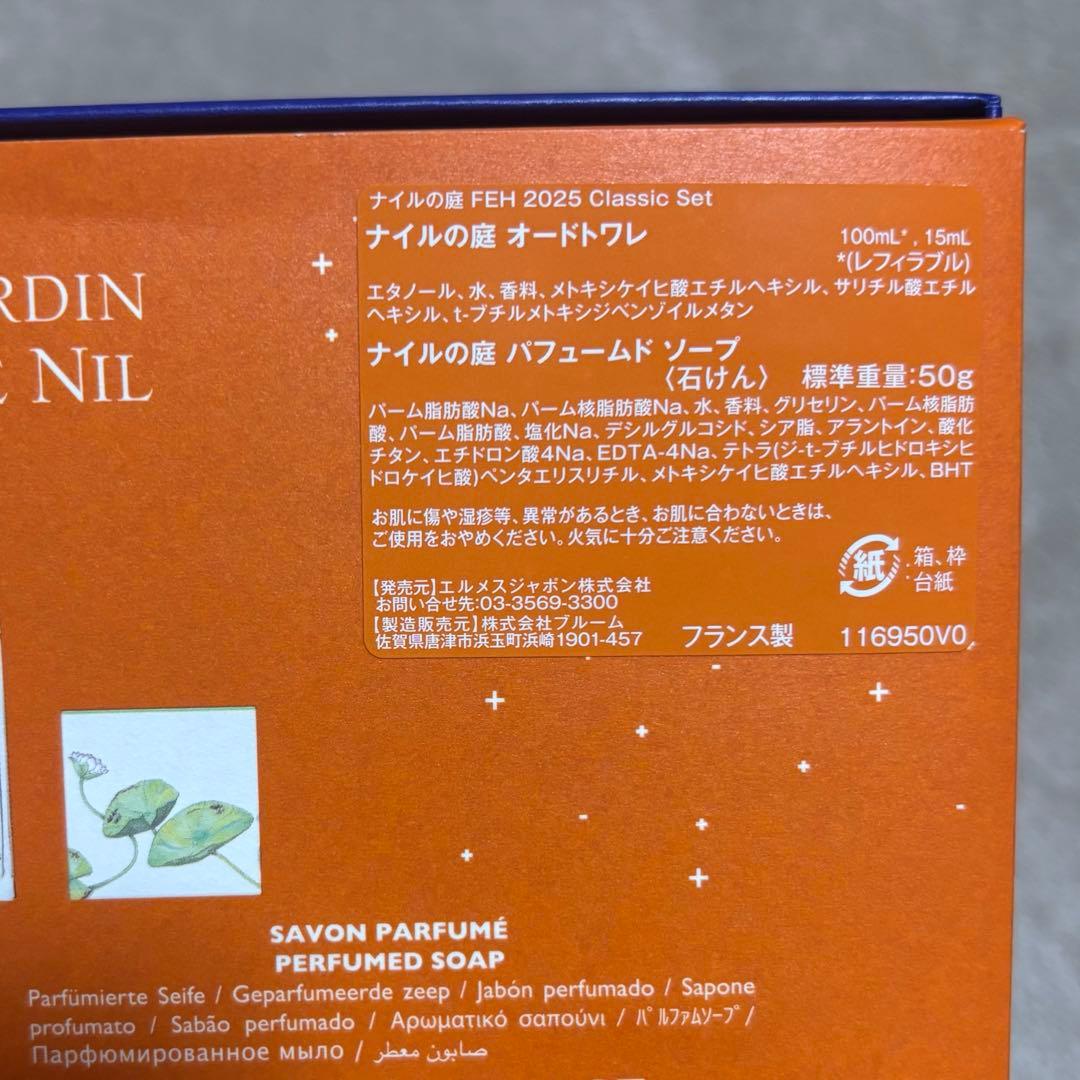 RDIN
E NIL
ナイルの庭 FEH 2025 Classic Set
ナイルの庭 オードトワレ
100mL* , 15mL
*(レフィラブル)
エタノール、水、香料、メトキシケイヒ酸エチルヘキシル、サリチル酸エチル
ヘキシル、t-ブチルメトキシジベンゾイルメタン
ナイルの庭 パフュームド ソープ
〈石けん〉 標準重量:50g
パーム脂肪酸Na、パーム核脂肪酸Na、水、香料、グリセリン、パーム核脂肪
酸、パーム脂肪酸、塩化Na、デシルグルコシド、シア脂、アラントイン、酸化
チタン、エチドロン酸4Na、EDTA-4Na、テトラ(ジ-t-ブチルヒドロキシヒ
ドロケイヒ酸)ペンタエリスリチル、メトキシケイヒ酸エチルヘキシル、BHT
お肌に傷や湿疹等、異常があるとき、お肌に合わないときは、
ご使用をおやめください。火気に十分ご注意ください。
紙 : 箱、枠
台紙
【発売元】エルメスジャポン株式会社
お問い合せ先:03-3569-3300
【製造販売元】株式会社ブルーム
佐賀県唐津市浜玉町浜崎1901-457 フランス製 116950V0
SAVON PARFUMÉ
PERFUMED SOAP
Parfümierte Seife / Geparfumeerde zeep / Jabón perfumado / Sapone
profumato / Sabão perfumado / Αρωματικό σαπούνι / ﾊﾟﾙﾌｧﾑｿｰﾌﾟ /
Парфюмированное мыло / صابون معطر